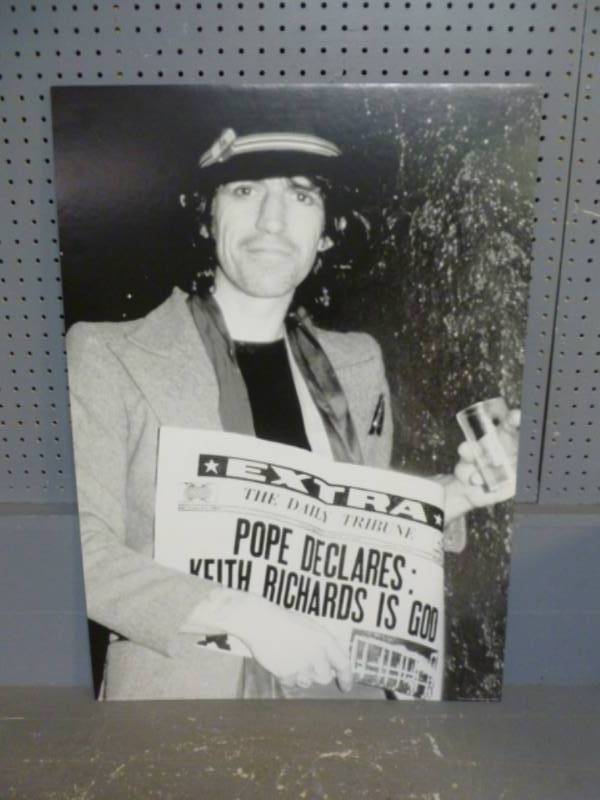 EXTRA
THE DAILY TRIBUNE
POPE DECLARES:
KEITH RICHARDS IS GOD